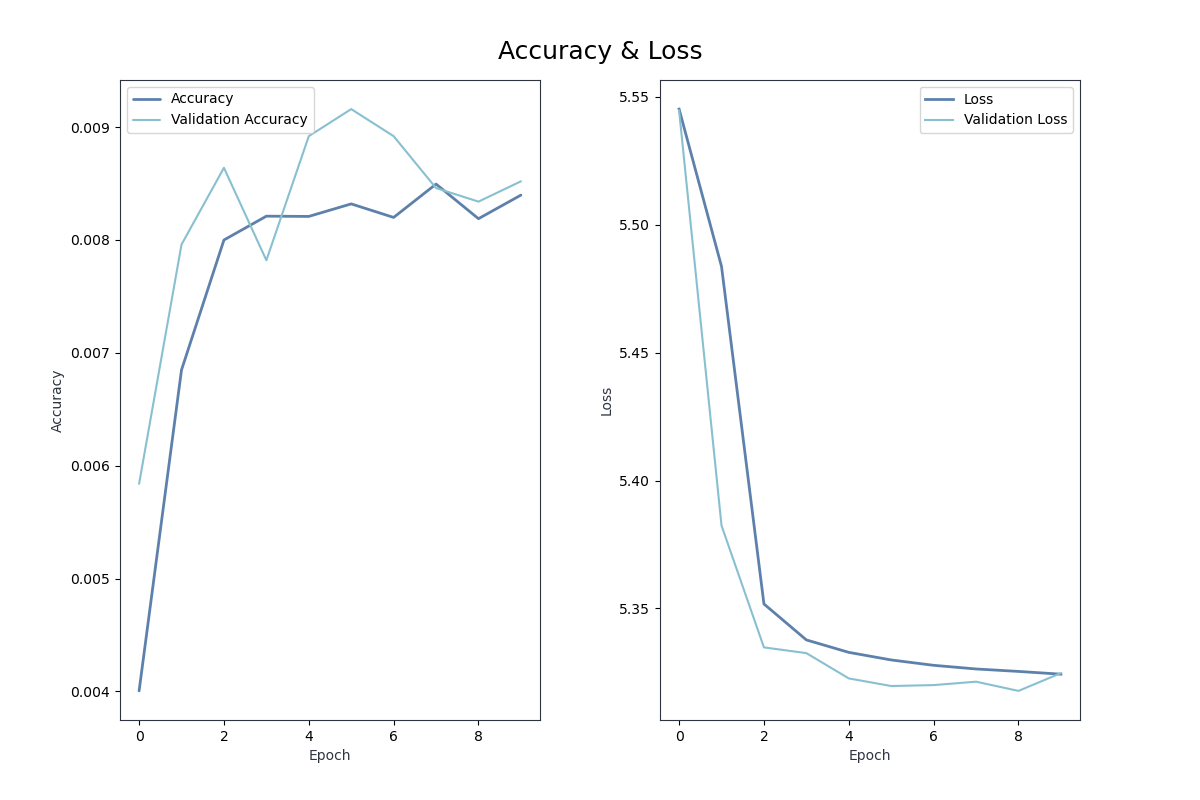 Accuracy & Loss
Accuracy
Validation Accuracy
0.009
0.008
0.007
0.006
0.005
0.004
Accuracy
0
2
4
6
8
Epoch
Loss
Validation Loss
5.55
5.50
5.45
5.40
5.35
Loss
0
2
4
6
8
Epoch